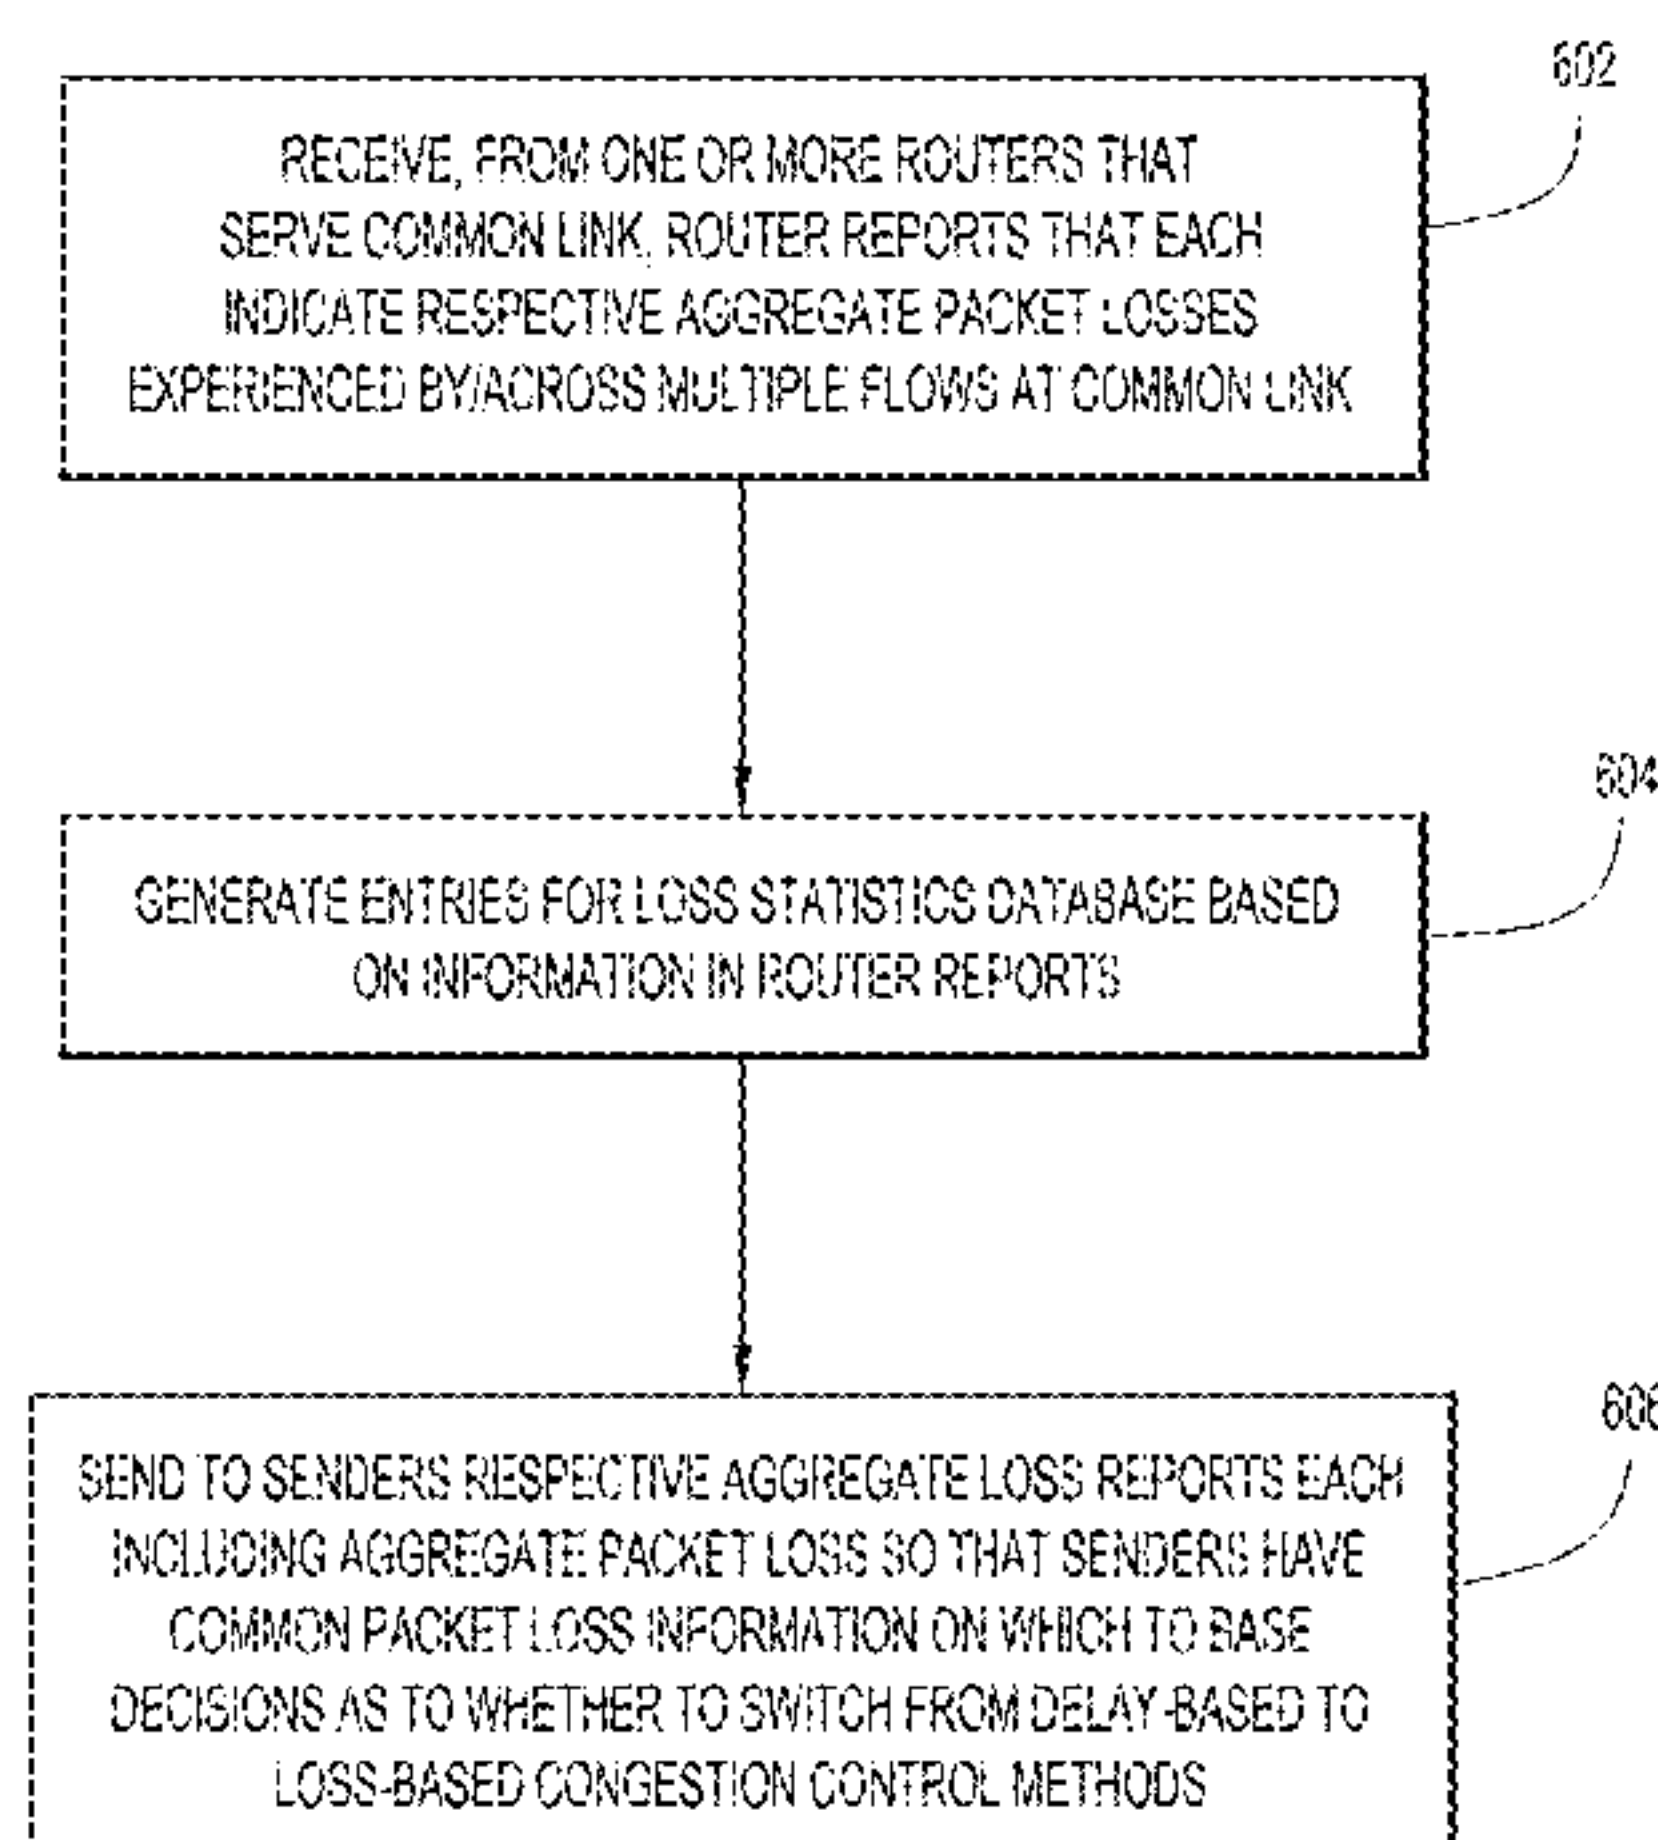 602
RECEIVE, FROM ONE OR MORE ROUTERS THAT
SERVE COMMON LINK, ROUTER REPORTS THAT EACH
INDICATE RESPECTIVE AGGREGATE PACKET LOSSES
EXPERIENCED BY/ACROSS MULTIPLE FLOWS AT COMMON LINK
604
GENERATE ENTRIES FOR LOSS STATISTICS DATABASE BASED
ON INFORMATION IN ROUTER REPORTS
606
SEND TO SENDERS RESPECTIVE AGGREGATE LOSS REPORTS EACH
INCLUDING AGGREGATE PACKET LOSS SO THAT SENDERS HAVE
COMMON PACKET LOSS INFORMATION ON WHICH TO BASE
DECISIONS AS TO WHETHER TO SWITCH FROM DELAY-BASED TO
LOSS-BASED CONGESTION CONTROL METHODS